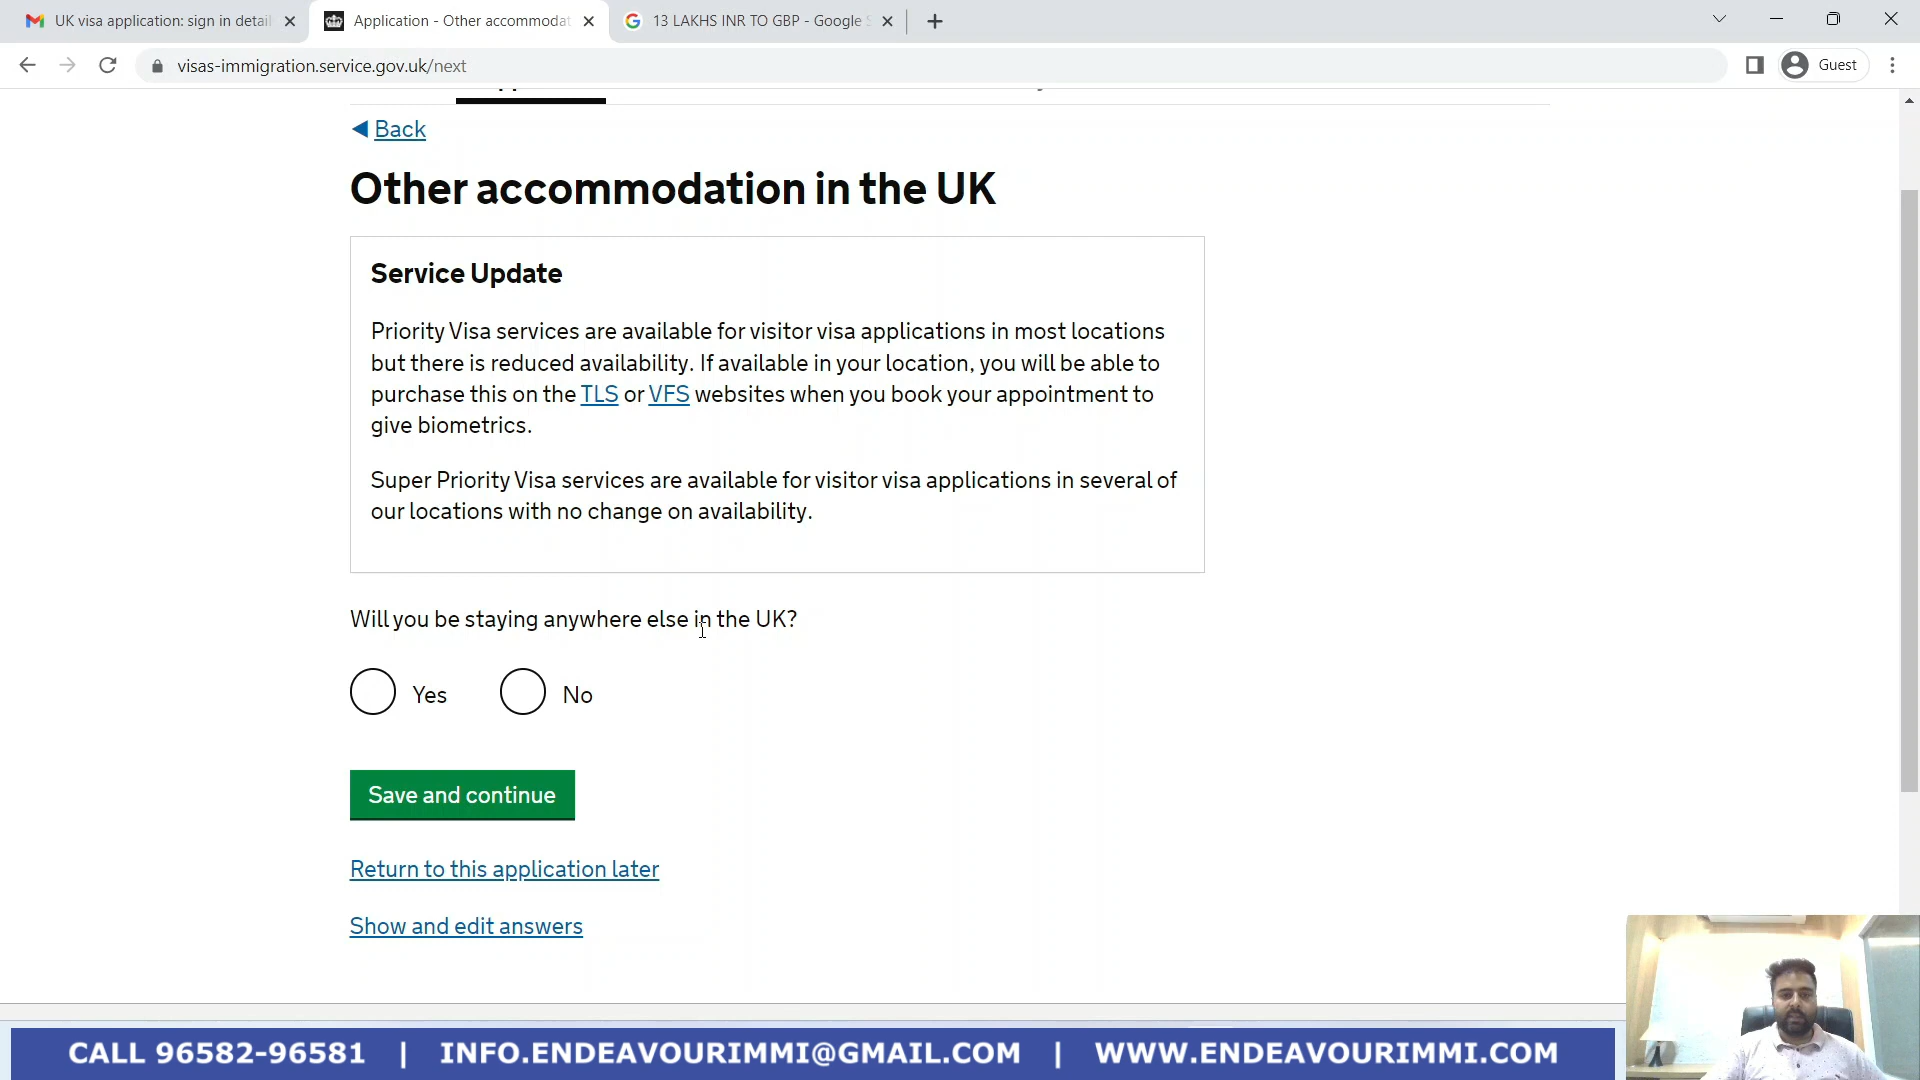 UK visa application: sign in detail
Application - Other accommodat
13 LAKHS INR TO GBP - Google S
visas-immigration.service.gov.uk/next
Guest
Back
Other accommodation in the UK
Service Update
Priority Visa services are available for visitor visa applications in most locations
but there is reduced availability. If available in your location, you will be able to
purchase this on the TLS or VFS websites when you book your appointment to
give biometrics.
Super Priority Visa services are available for visitor visa applications in several of
our locations with no change on availability.
Will you be staying anywhere else in the UK?
Yes
No
Save and continue
Return to this application later
Show and edit answers
CALL 96582-96581 | INFO.ENDEAVOURIMMI@GMAIL.COM | WWW.ENDEAVOURIMMI.COM